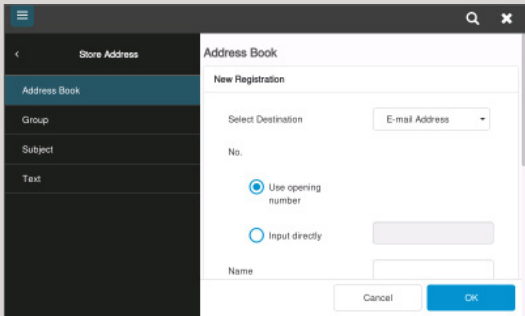 Store Address
Address Book
Group
Subject
Text
Address Book
New Registration
Select Destination
E-mail Address
No.
Use opening
number
Input directly
Name
Cancel
OK